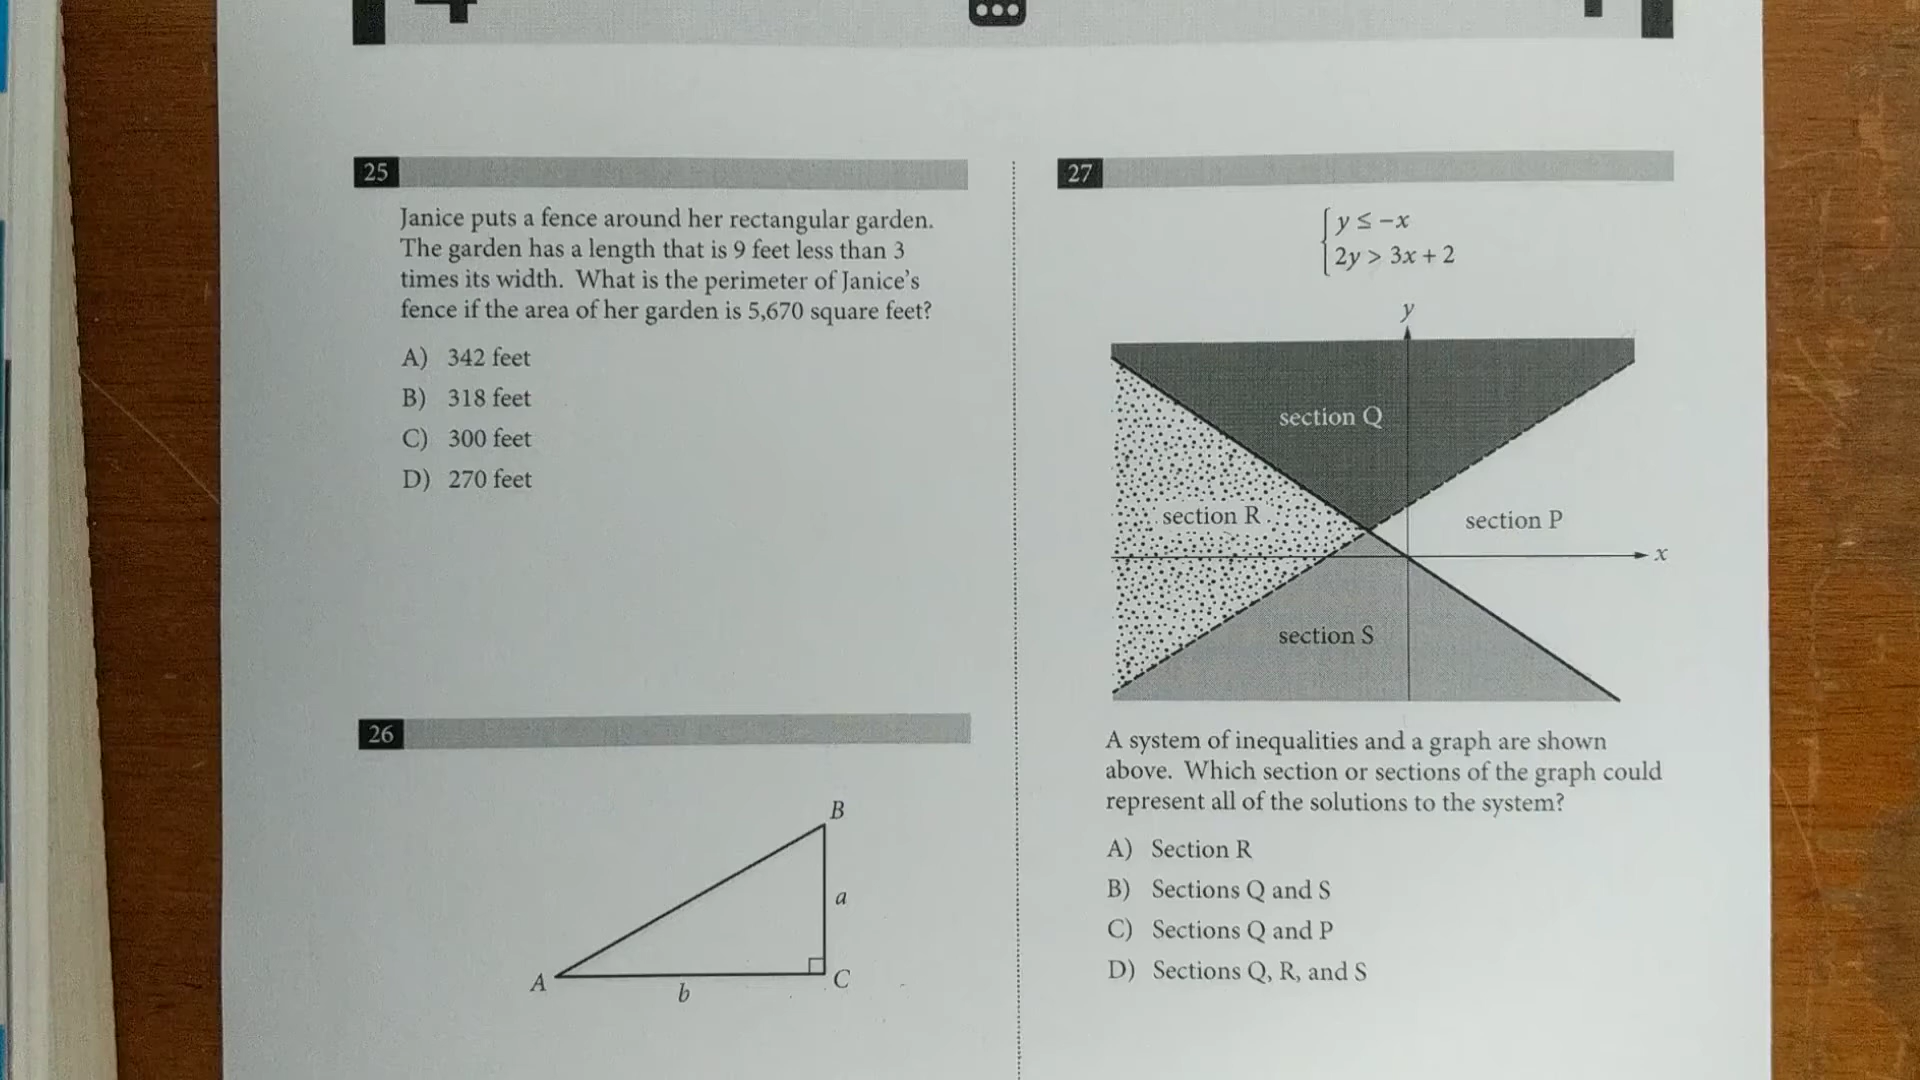 25
Janice puts a fence around her rectangular garden.
The garden has a length that is 9 feet less than 3
times its width. What is the perimeter of Janice's
fence if the area of her garden is 5,670 square feet?
A) 342 feet
B) 318 feet
C) 300 feet
D) 270 feet
26
B
a
A
b
C
27
y ≤ −x
2y > 3x + 2
y
section Q
section R
section P
x
section S
A system of inequalities and a graph are shown
above. Which section or sections of the graph could
represent all of the solutions to the system?
A) Section R
B) Sections Q and S
C) Sections Q and P
D) Sections Q, R, and S